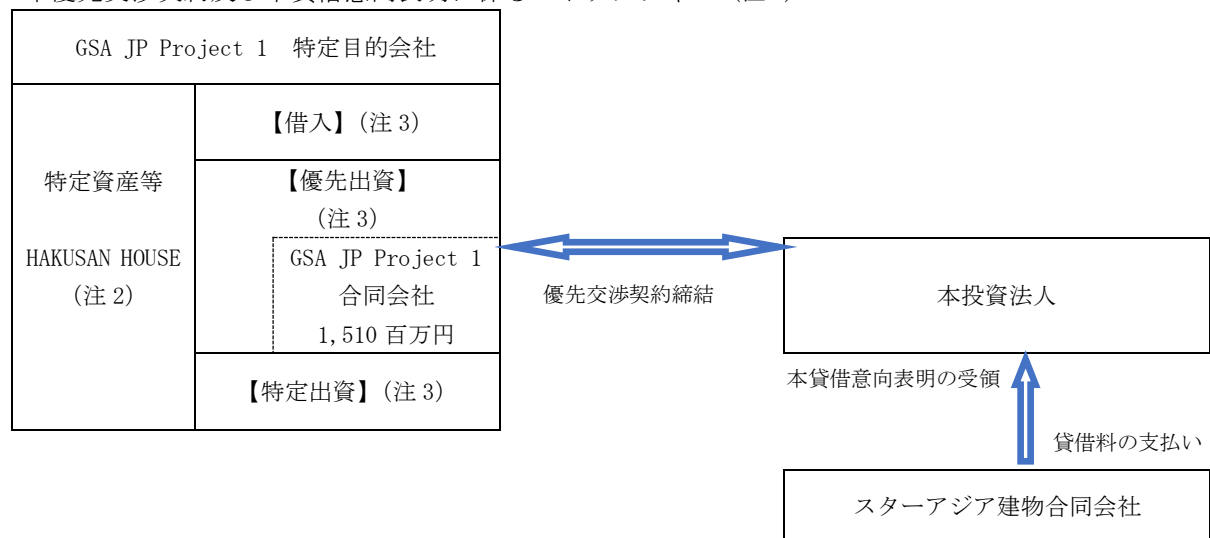 GSA JP Project 1 特定目的会社
【借入】(注 3)
特定資産等
HAKUSAN HOUSE
(注 2)
【優先出資】
(注 3)
GSA JP Project 1
合同会社
1,510 百万円
【特定出資】(注 3)
優先交渉契約締結
本投資法人
本貸借意向表明の受領
賃借料の支払い
スターアジア建物合同会社